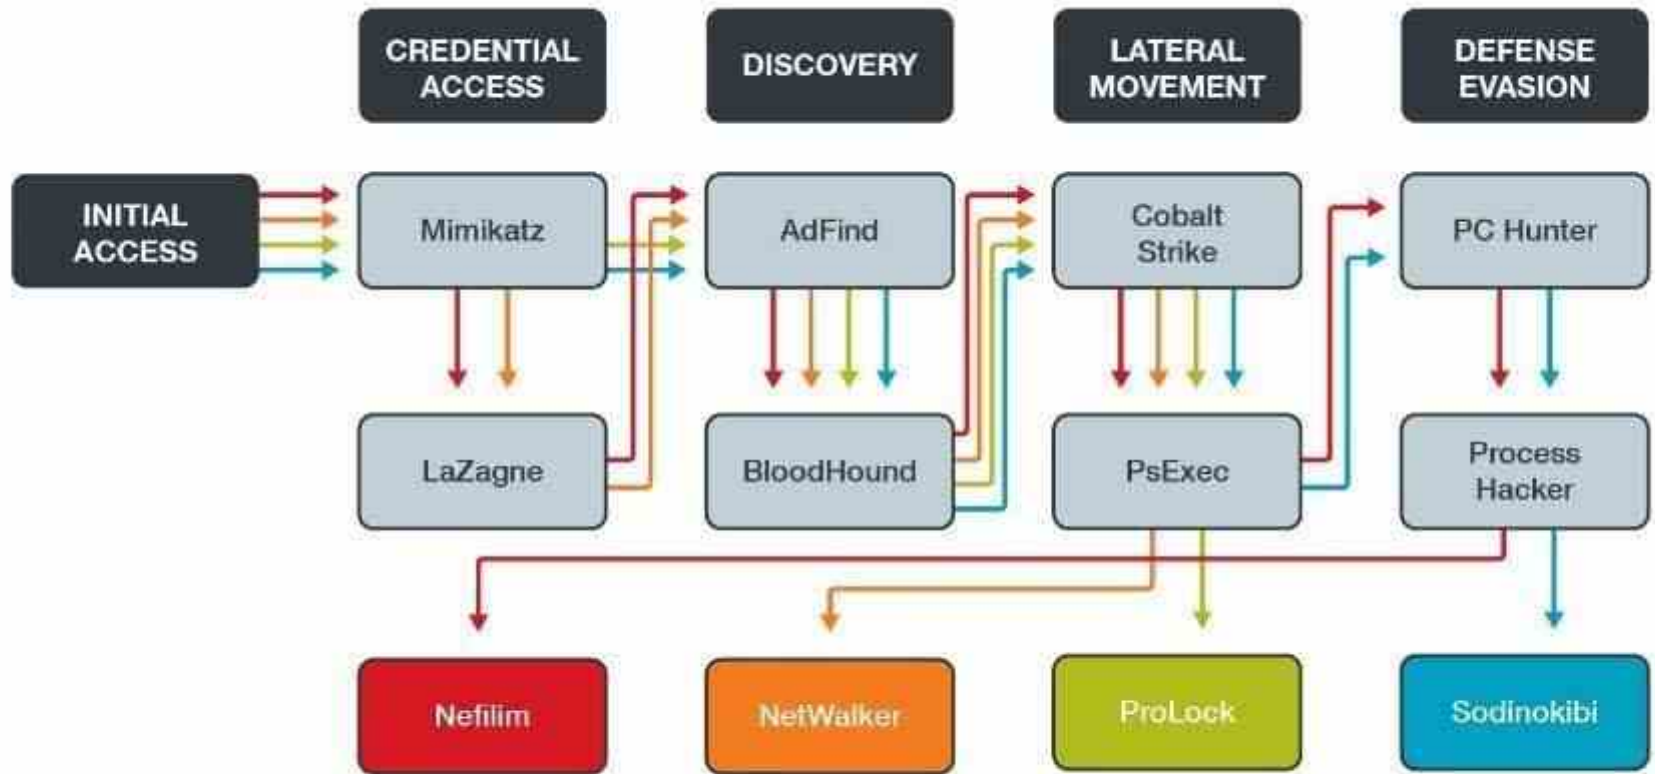 CREDENTIAL
ACCESS
DISCOVERY
LATERAL
MOVEMENT
DEFENSE
EVASION
INITIAL
ACCESS
Mimikatz
AdFind
Cobalt
Strike
PC Hunter
LaZagne
BloodHound
PsExec
Process
Hacker
Nefilim
NetWalker
ProLock
Sodinokibi